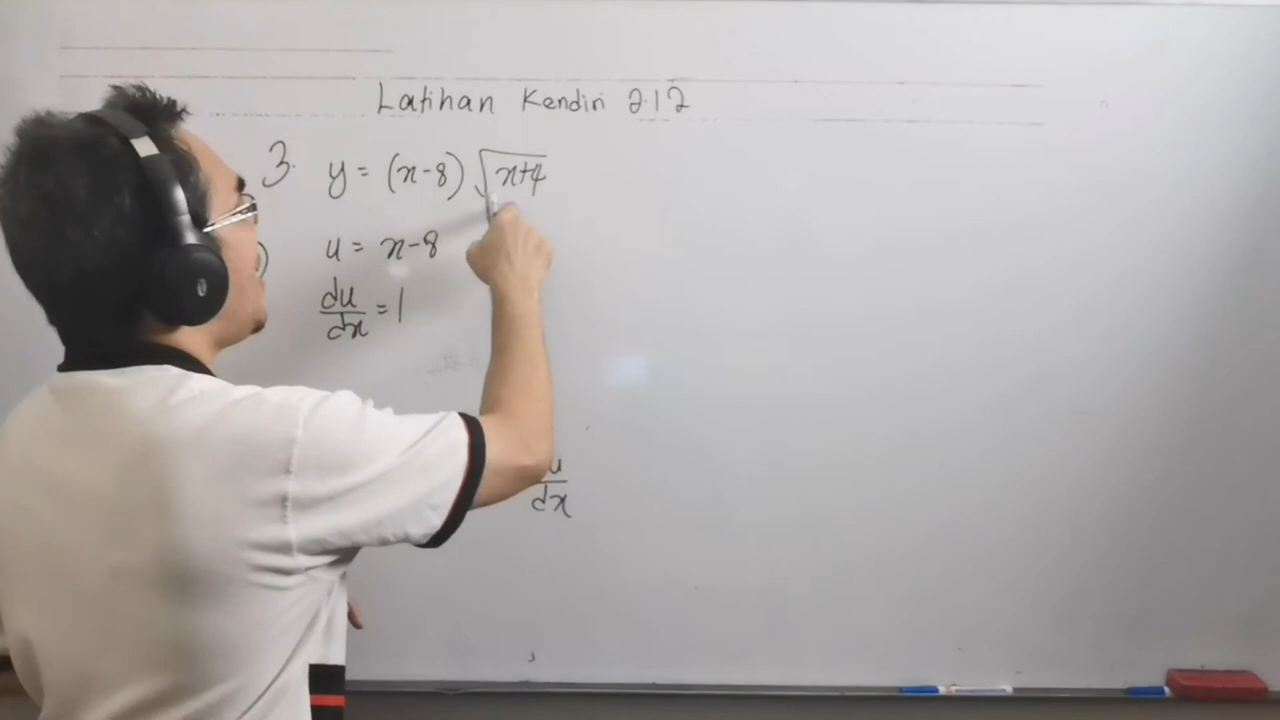 Latihan Kendiri 2.12
3. y = (x-8) √x+4
u = x-8
du/dx = 1
u/dx